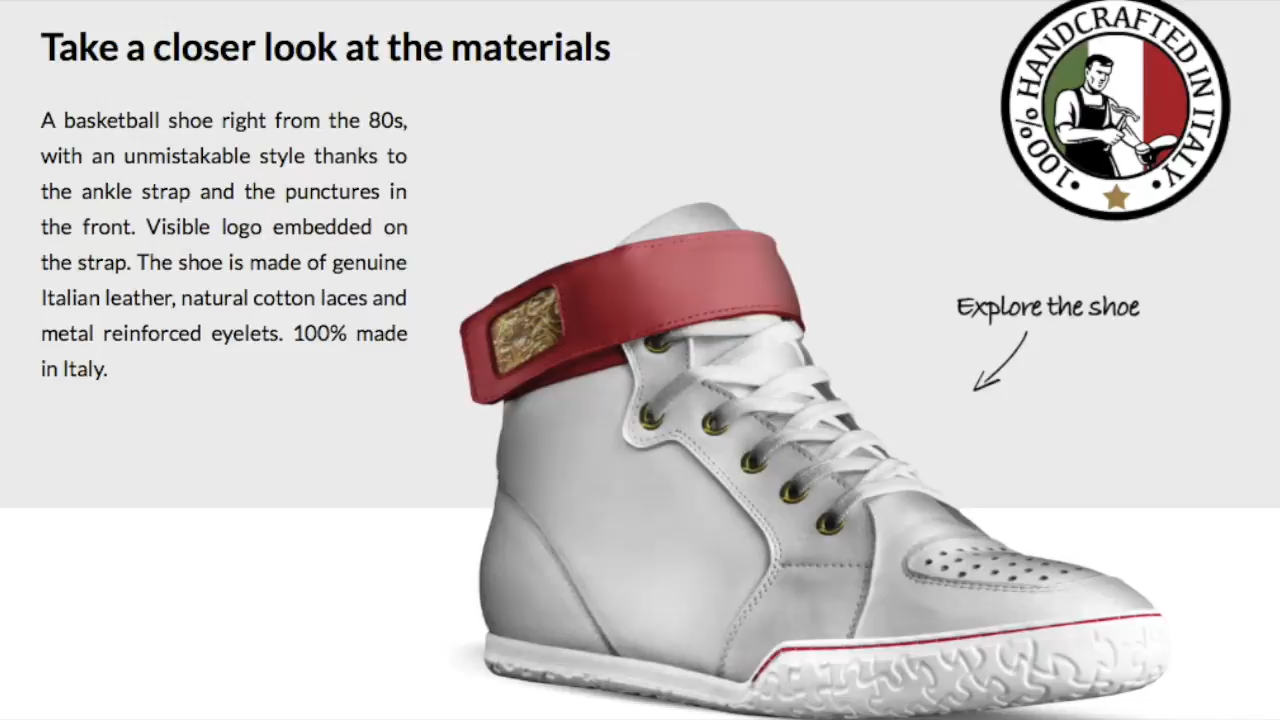 Take a closer look at the materials
A basketball shoe right from the 80s,
with an unmistakable style thanks to
the ankle strap and the punctures in
the front. Visible logo embedded on
the strap. The shoe is made of genuine
Italian leather, natural cotton laces and
metal reinforced eyelets. 100% made
in Italy.
100% HANDCRAFTED IN ITALY
Explore the shoe